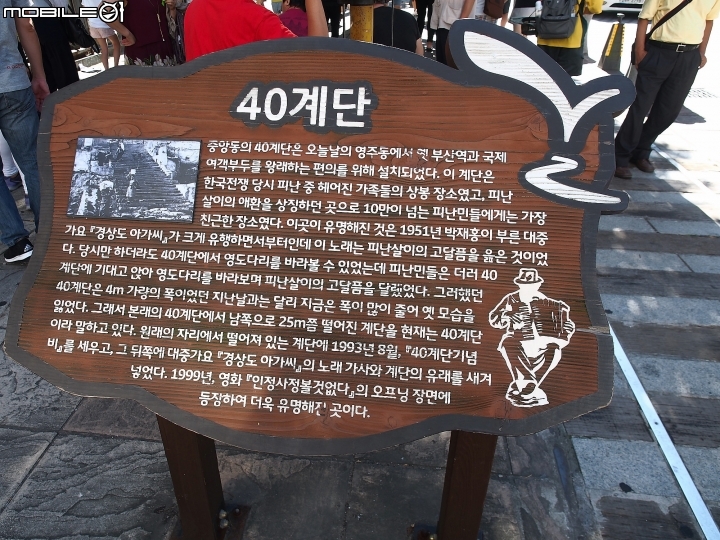 MOBILE01
40계단
중앙동의 40계단은 오늘날의 영주동에서 옛 부산역과 국제
여객부두를 왕래하는 편의를 위해 설치되었다. 이 계단은
한국전쟁 당시 피난 중 헤어진 가족들의 상봉 장소였고, 피난
살이의 애환을 상징하던 곳으로 10만이 넘는 피난민들에게는 가장
친근한 장소였다. 이곳이 유명해진 것은 1951년 박재홍이 부른 대중
가요 『경상도 아가씨』가 크게 유행하면서부터인데 이 노래는 피난살이의 고달픔을 읊은 것이었
다. 당시만 하더라도 40계단에서 영도다리를 바라볼 수 있었는데 피난민들은 더러 40
계단에 기대고 앉아 영도다리를 바라보며 피난살이의 고달픔을 달랬었다. 그러했던
40계단은 4m 가량의 폭이었던 지난날과는 달리 지금은 폭이 많이 줄어 옛 모습을
잃었다. 그래서 본래의 40계단에서 남쪽으로 25m쯤 떨어진 계단을 현재는 40계단
이라 말하고 있다. 원래의 자리에서 떨어져 있는 계단에 1993년 8월, 『40계단기념
비』를 세우고, 그 뒤쪽에 대중가요 『경상도 아가씨』의 노래 가사와 계단의 유래를 새겨
넣었다. 1999년, 영화 『인정사정볼것없다』의 오프닝 장면에
등장하여 더욱 유명해진 곳이다.